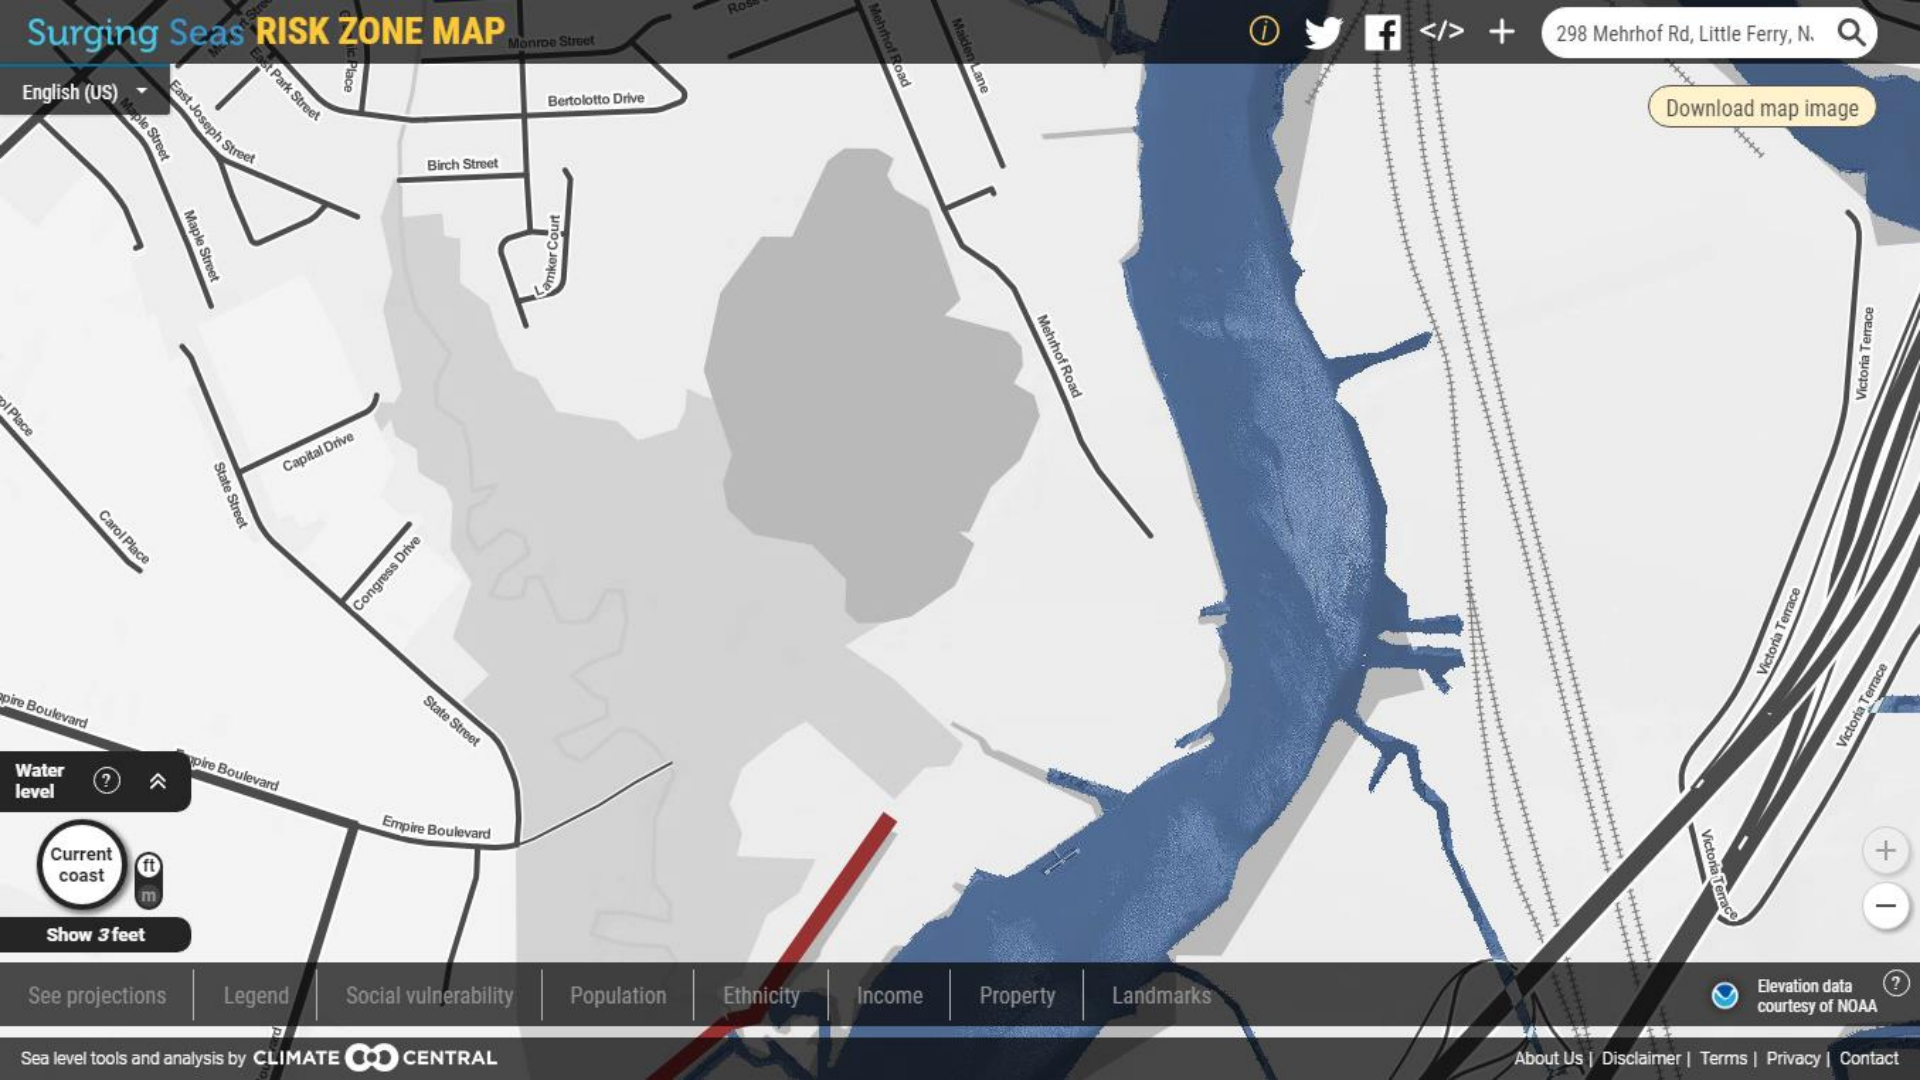 Surging Seas RISK ZONE MAP
</>
298 Mehrhof Rd, Little Ferry, N
English (US)
Download map image
Monroe Street
Mehrhof Road
Maiden Lane
East Park Street
Bertolotto Drive
East Joseph Street
Maple Street
Birch Street
Maple Street
Lamker Court
Mehrhof Road
Victoria Terrace
Capital Drive
State Street
Carol Place
Congress Drive
Victoria Terrace
Victoria Terrace
State Street
Empire Boulevard
Victoria Terrace
Water level
?
Current coast
ft
m
Show 3 feet
See projections
Legend
Social vulnerability
Population
Ethnicity
Income
Property
Landmarks
Elevation data
courtesy of NOAA
?
Sea level tools and analysis by CLIMATE CENTRAL
About Us | Disclaimer | Terms | Privacy | Contact